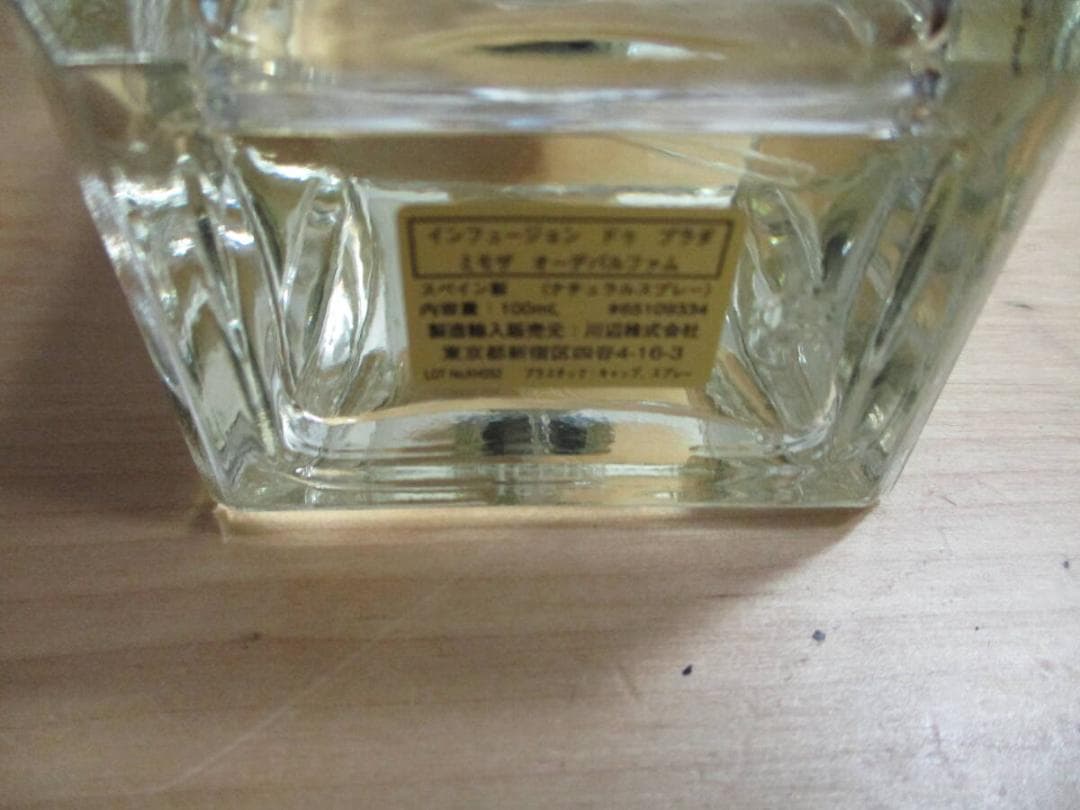 インフュージョン ドゥ プラダ
ミモザ オーデパルファム
スペイン製 (ナチュラルスプレー)
内容量:100mL #65109334
製造輸入販売元:川辺株式会社
東京都新宿区四谷4-16-3
LOT No. プラスチック:キャップ、スプレー